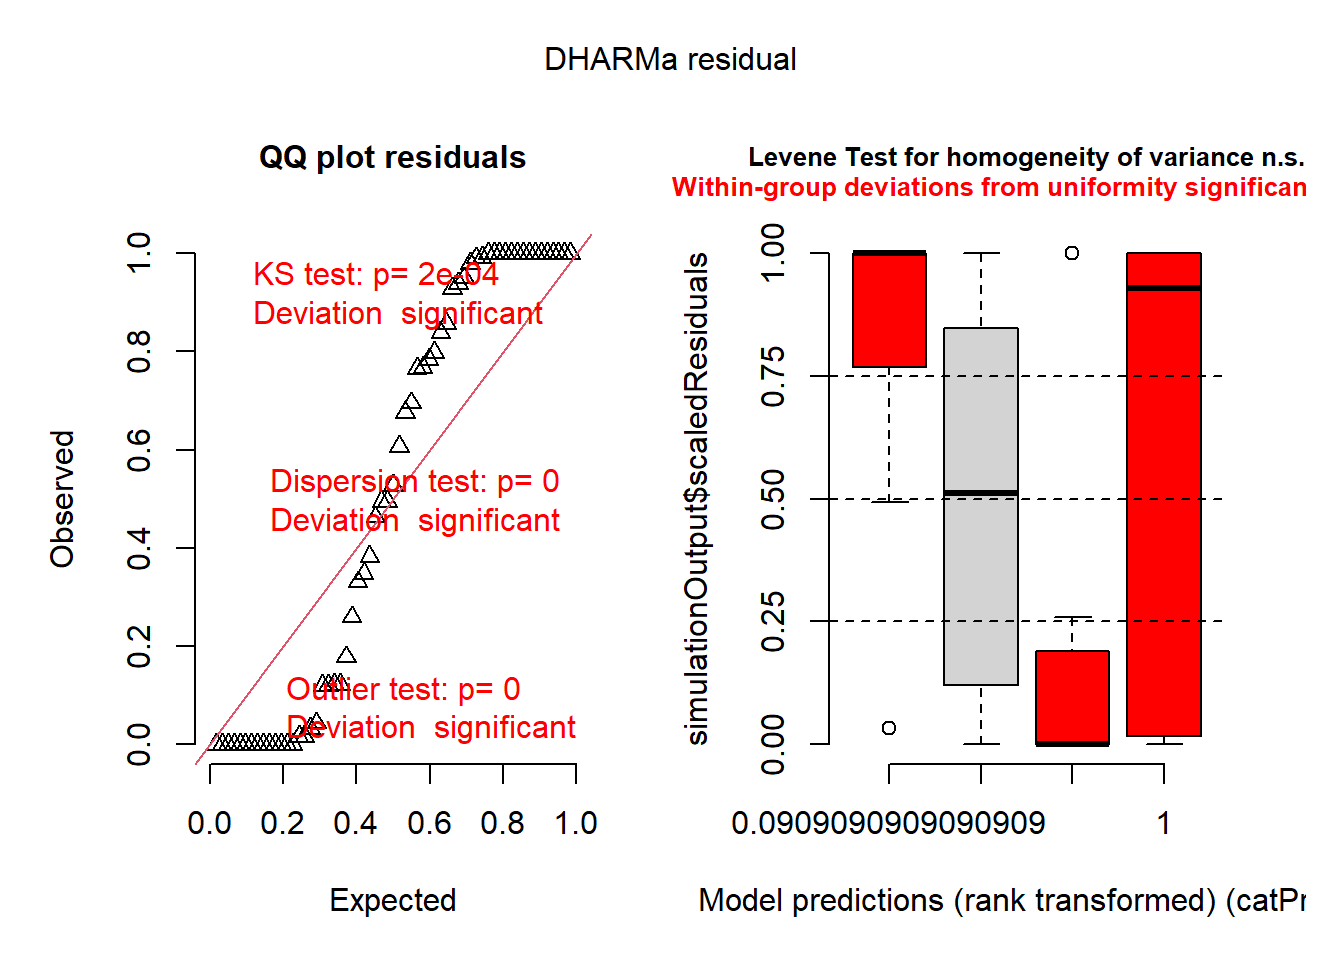 DHARMa residual
QQ plot residuals
KS test: p= 2e-04
Deviation  significant
Dispersion test: p= 0
Deviation  significant
Outlier test: p= 0
Deviation  significant
Observed
0.0 0.2 0.4 0.6 0.8 1.0
0.0 0.2 0.4 0.6 0.8 1.0
Expected
Levene Test for homogeneity of variance n.s.
Within-group deviations from uniformity significan
simulationOutput$scaledResiduals
0.00 0.25 0.50 0.75 1.00
0.0909090909090909 1
Model predictions (rank transformed) (catPr